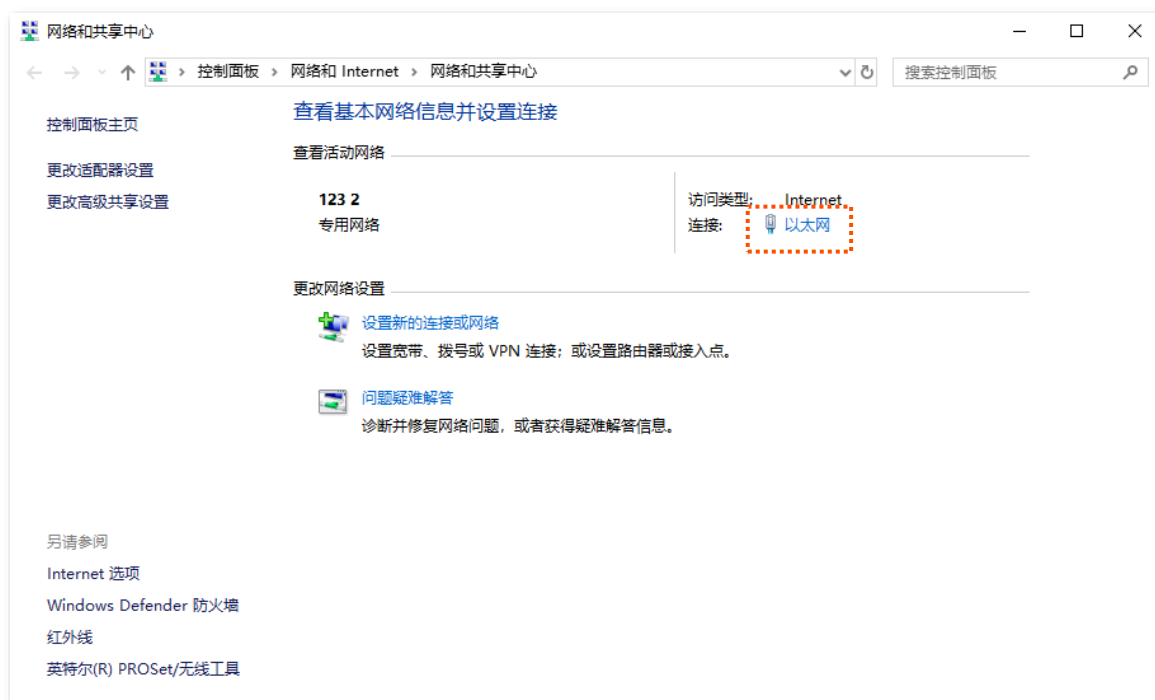 网络和共享中心
控制面板 › 网络和 Internet › 网络和共享中心
搜索控制面板
控制面板主页
更改适配器设置
更改高级共享设置
查看基本网络信息并设置连接
查看活动网络
123 2
专用网络
访问类型: Internet
连接: 以太网
更改网络设置
设置新的连接或网络
设置宽带、拨号或 VPN 连接；或设置路由器或接入点。
问题疑难解答
诊断并修复网络问题，或者获得疑难解答信息。
另请参阅
Internet 选项
Windows Defender 防火墙
红外线
英特尔(R) PROSet/无线工具